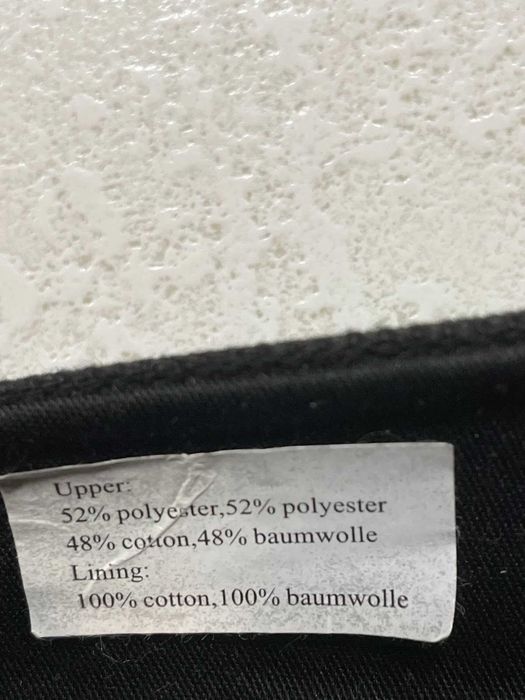 Upper:
52% polyester,52% polyester
48% cotton,48% baumwolle
Lining:
100% cotton,100% baumwolle